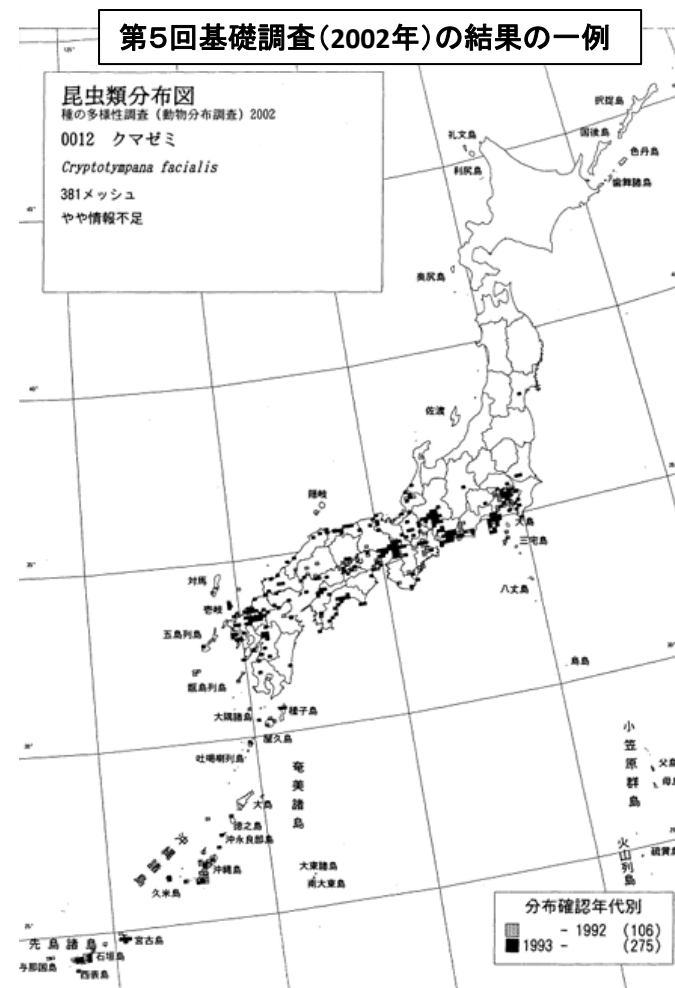 第5回基礎調査(2002年)の結果の一例
昆虫類分布図
種の多様性調査 (動物分布調査) 2002
0012 クマゼミ
Cryptotympana facialis
381メッシュ
やや情報不足
択捉島
国後島
色丹島
歯舞諸島
礼文島
利尻島
奥尻島
佐渡
隠岐
大島
三宅島
八丈島
対馬
壱岐
五島列島
甑島列島
鳥島
大隅諸島
種子島
屋久島
吐噶喇列島
奄美諸島
大島
徳之島
沖永良部島
沖縄諸島
沖縄島
久米島
大東諸島
南大東島
小笠原群島
父島
母島
火山列島
硫黄島
先島諸島
宮古島
石垣島
与那国島
西表島
分布確認年代別
- 1992 (106)
1993 - (275)